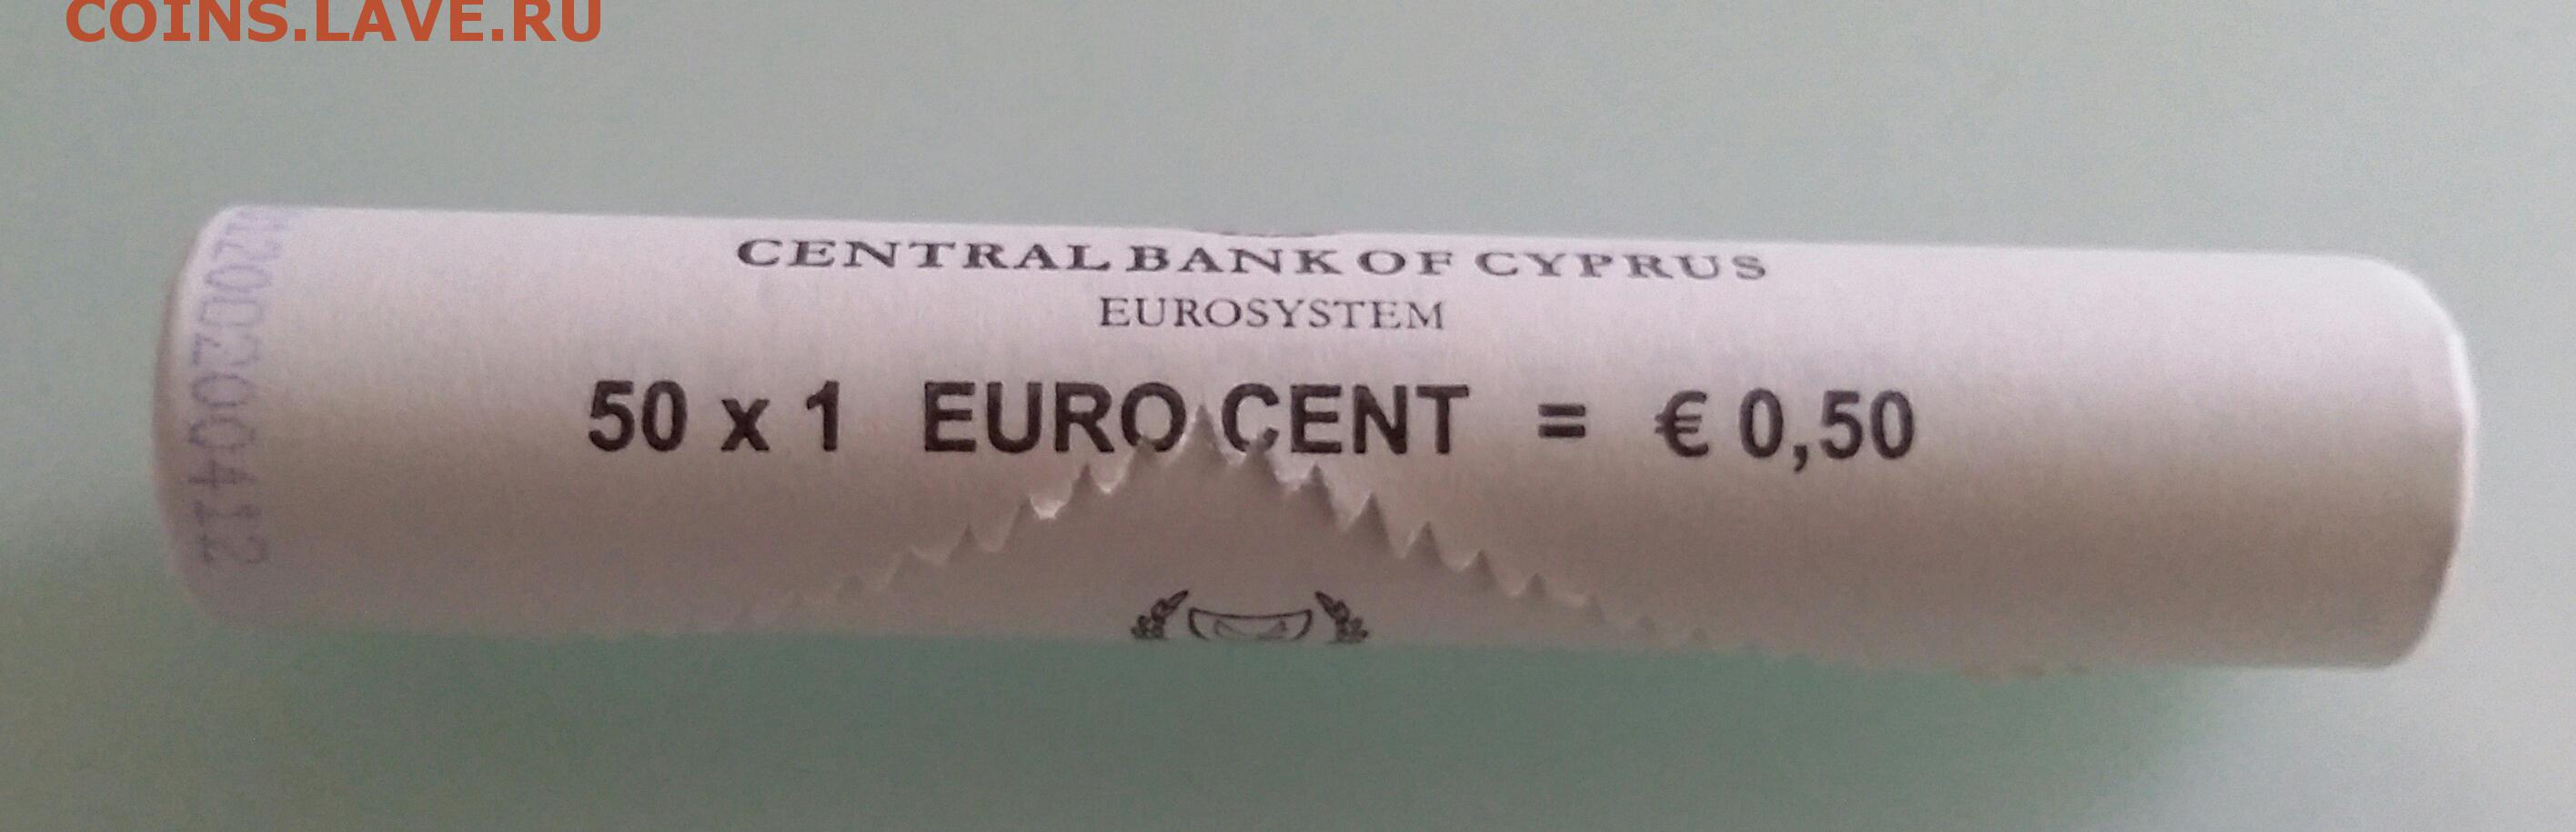 COINS.LAVE.RU
CENTRAL BANK OF CYPRUS
EUROSYSTEM
50 x 1 EURO CENT = € 0,50